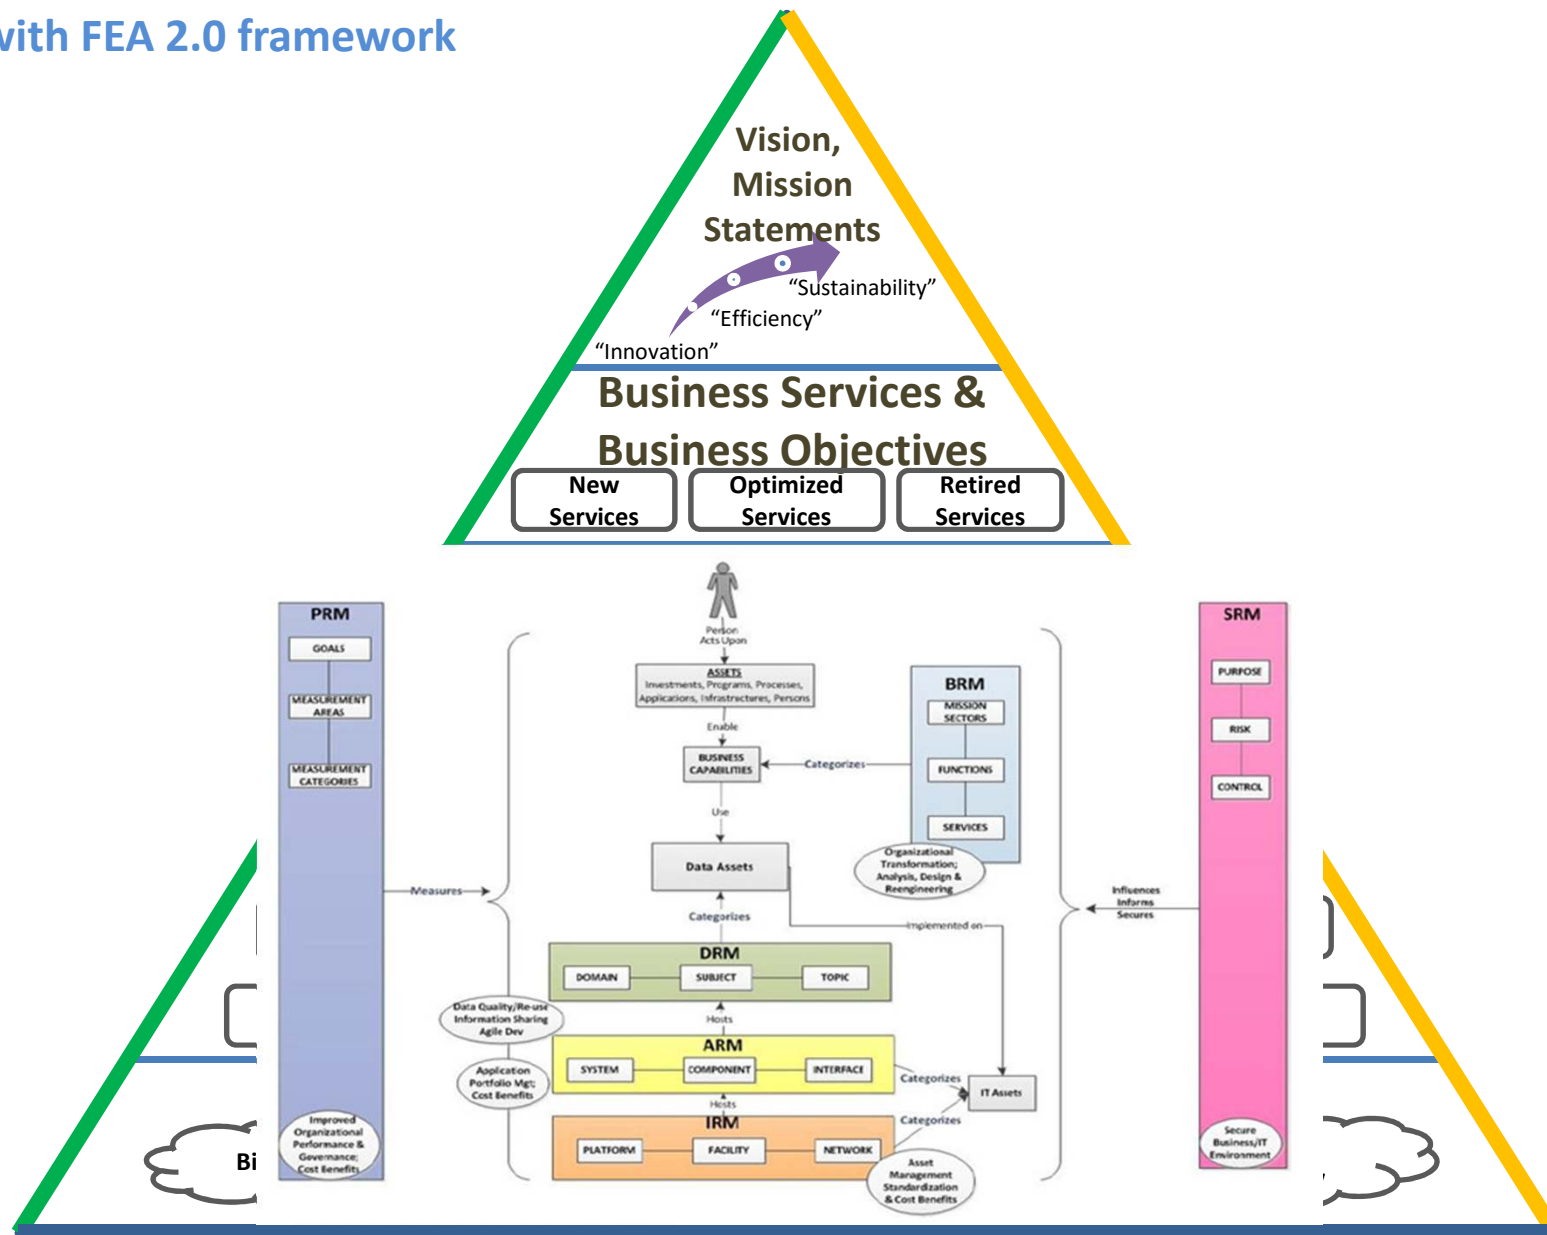 with FEA 2.0 framework
Vision,
Mission
Statements
“Sustainability”
“Efficiency”
“Innovation”
Business Services &
Business Objectives
New
Services
Optimized
Services
Retired
Services
PRM
GOALS
MEASUREMENT
AREAS
MEASUREMENT
CATEGORIES
Improved
Organizational
Performance &
Governance;
Cost Benefits
Measures
Person
Acts Upon
ASSETS
Investments, Programs, Processes,
Applications, Infrastructures, Persons
Enable
BUSINESS
CAPABILITIES
Categorizes
BRM
MISSION
SECTORS
FUNCTIONS
SERVICES
Organizational
Transformation;
Analysis, Design &
Reengineering
Use
Data Assets
Categorizes
Implemented on
DRM
DOMAIN
SUBJECT
TOPIC
Data Quality/Re-use
Information Sharing
Agile Dev
Hosts
ARM
SYSTEM
COMPONENT
INTERFACE
Application
Portfolio Mgt;
Cost Benefits
Categorizes
IT Assets
Hosts
Categorizes
IRM
PLATFORM
FACILITY
NETWORK
Asset
Management
Standardization
& Cost Benefits
SRM
PURPOSE
RISK
CONTROL
Influences
Informs
Secures
Secure
Business/IT
Environment
Bi